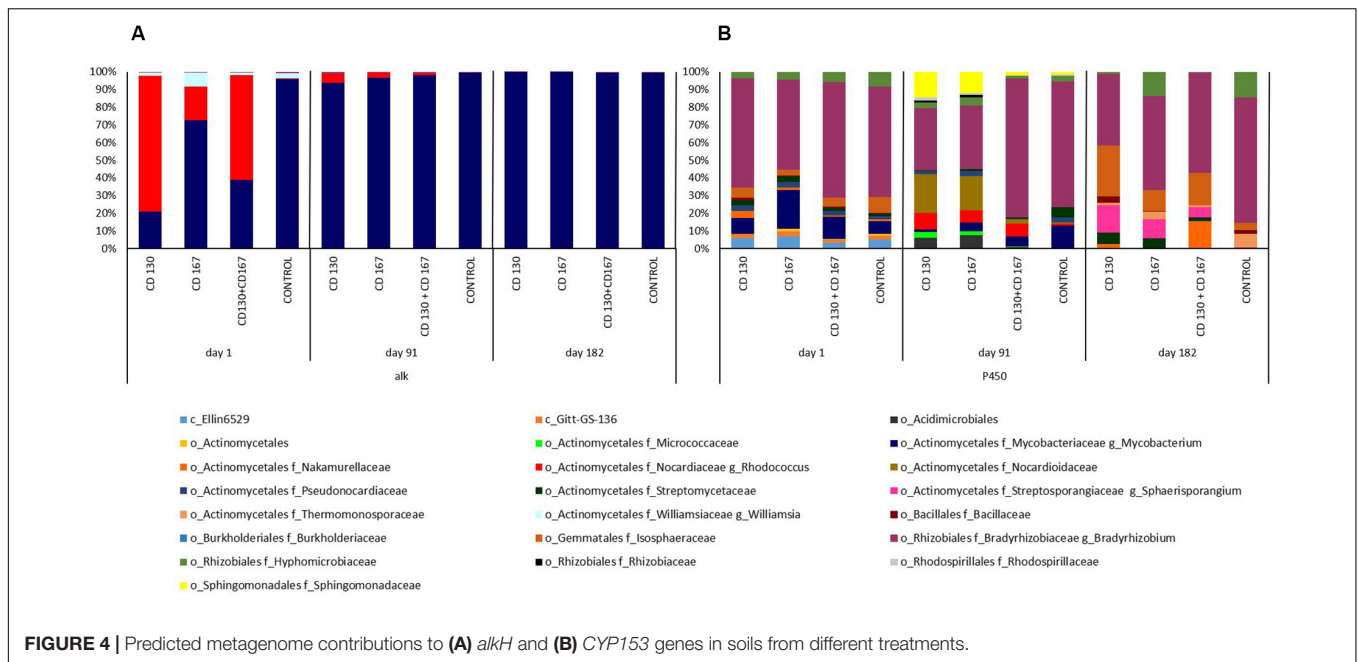 A
B
100%
90%
80%
70%
60%
50%
40%
30%
20%
10%
0%
CD 130
CD 167
CD130+CD167
CONTROL
CD 130
CD 167
CD 130 + CD 167
CONTROL
CD 130
CD 167
CD130+CD167
CONTROL
day 1
day 91
day 182
alk
100%
90%
80%
70%
60%
50%
40%
30%
20%
10%
0%
CD 130
CD 167
CD 130 + CD 167
CONTROL
CD 130
CD 167
CD130+CD167
CONTROL
CD 130
CD 167
CD 130 + CD 167
CONTROL
day 1
day 91
day 182
P450
c_Ellin6529
c_Gitt-GS-136
o_Acidimicrobiales
o_Actinomycetales
o_Actinomycetales f_Micrococcaceae
o_Actinomycetales f_Mycobacteriaceae g_Mycobacterium
o_Actinomycetales f_Nakamurellaceae
o_Actinomycetales f_Nocardiaceae g_Rhodococcus
o_Actinomycetales f_Nocardioidaceae
o_Actinomycetales f_Pseudonocardiaceae
o_Actinomycetales f_Streptomycetaceae
o_Actinomycetales f_Streptosporangiaceae g_Sphaerisporangium
o_Actinomycetales f_Thermomonosporaceae
o_Actinomycetales f_Williamsiaceae g_Williamsia
o_Bacillales f_Bacillaceae
o_Burkholderiales f_Burkholderiaceae
o_Gemmatales f_Isosphaeraceae
o_Rhizobiales f_Bradyrhizobiaceae g_Bradyrhizobium
o_Rhizobiales f_Hyphomicrobiaceae
o_Rhizobiales f_Rhizobiaceae
o_Rhodospirillales f_Rhodospirillaceae
o_Sphingomonadales f_Sphingomonadaceae
FIGURE 4 | Predicted metagenome contributions to (A) alkH and (B) CYP153 genes in soils from different treatments.